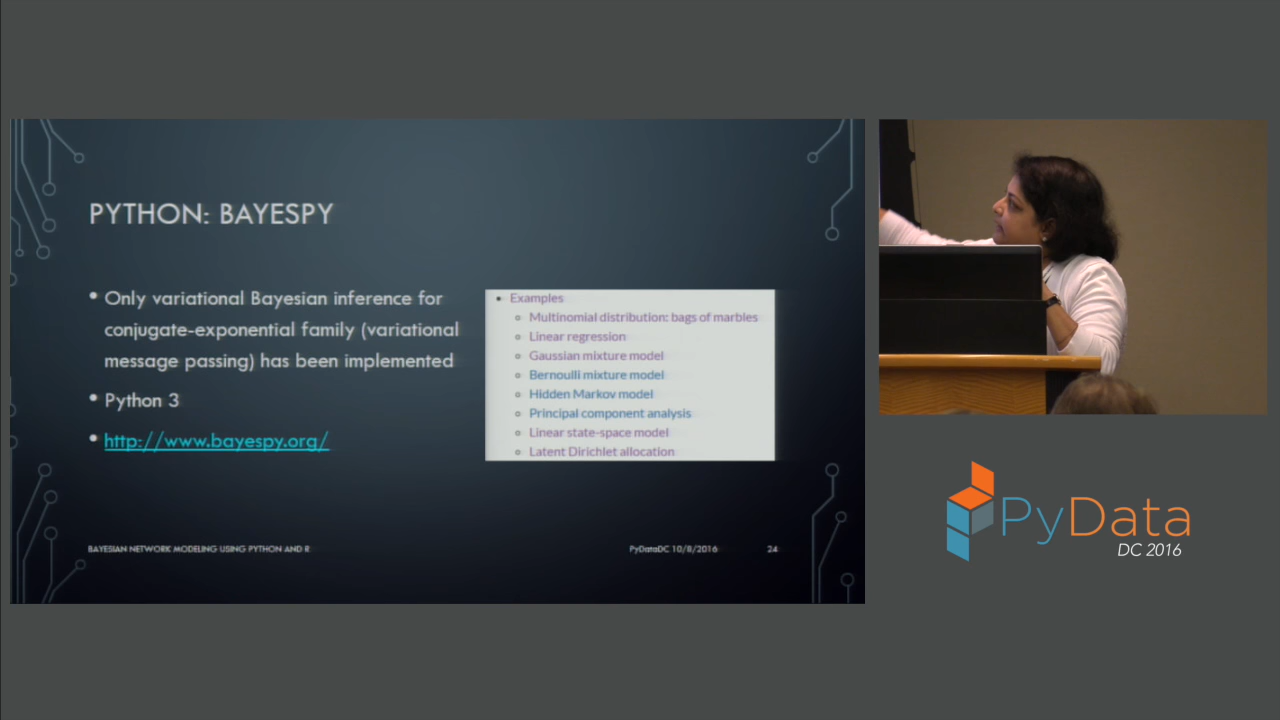 PYTHON: BAYESPY
• Only variational Bayesian inference for
conjugate-exponential family (variational
message passing) has been implemented
• Python 3
• http://www.bayespy.org/
• Examples
Multinomial distribution: bags of marbles
Linear regression
Gaussian mixture model
Bernoulli mixture model
Hidden Markov model
Principal component analysis
Linear state-space model
Latent Dirichlet allocation
BAYESIAN NETWORK MODELING USING PYTHON AND R
PyDataDC 10/8/2016
24
PyData
DC 2016